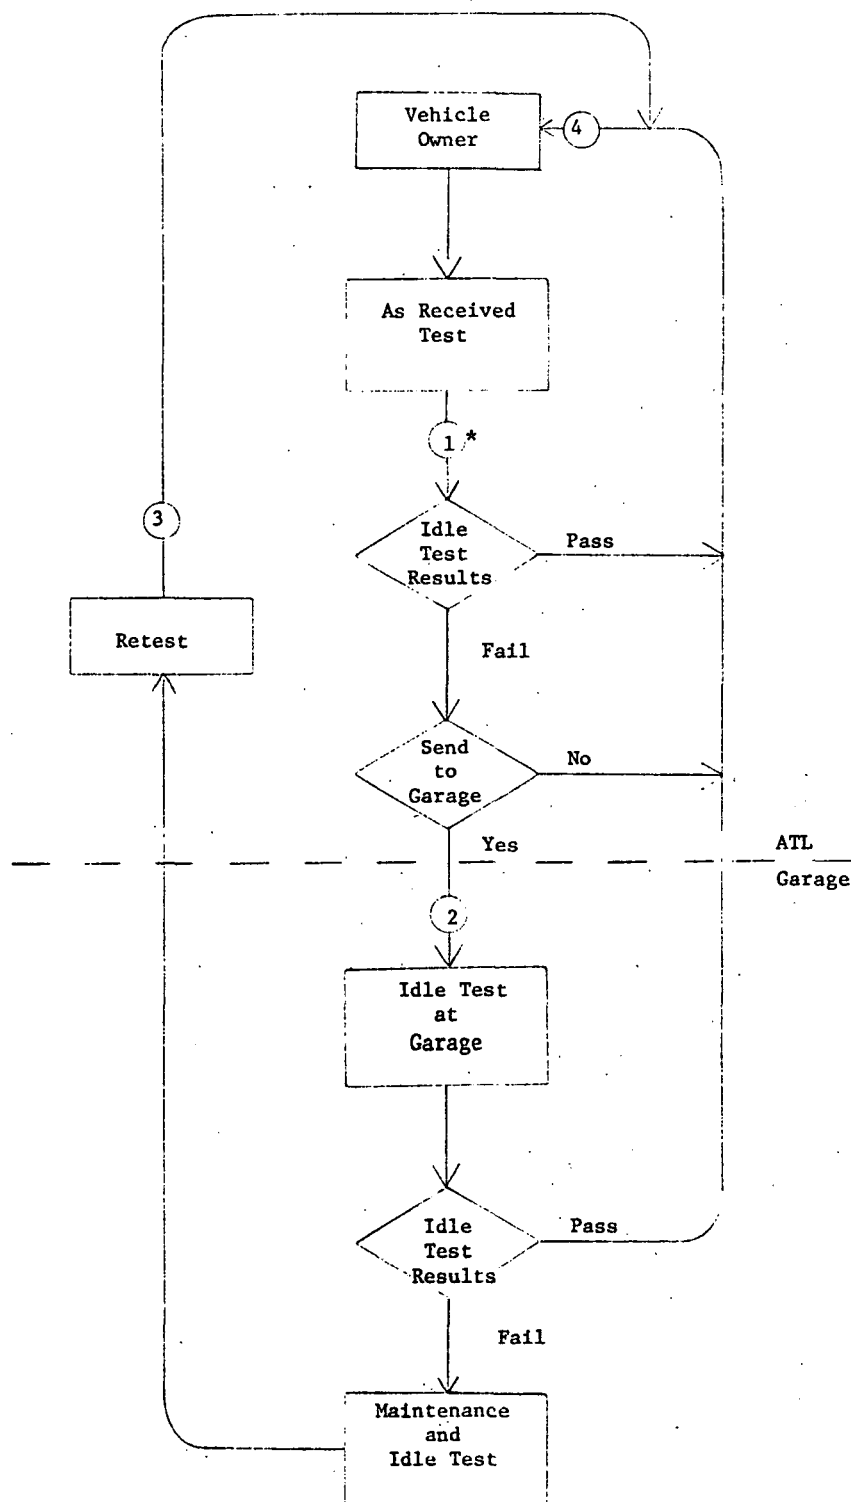 Vehicle
Owner
4
As Received
Test
1 *
3
Idle
Test
Results
Pass
Retest
Fail
Send
to
Garage
No
Yes
ATL
Garage
2
Idle Test
at
Garage
Idle
Test
Results
Pass
Fail
Maintenance
and
Idle Test